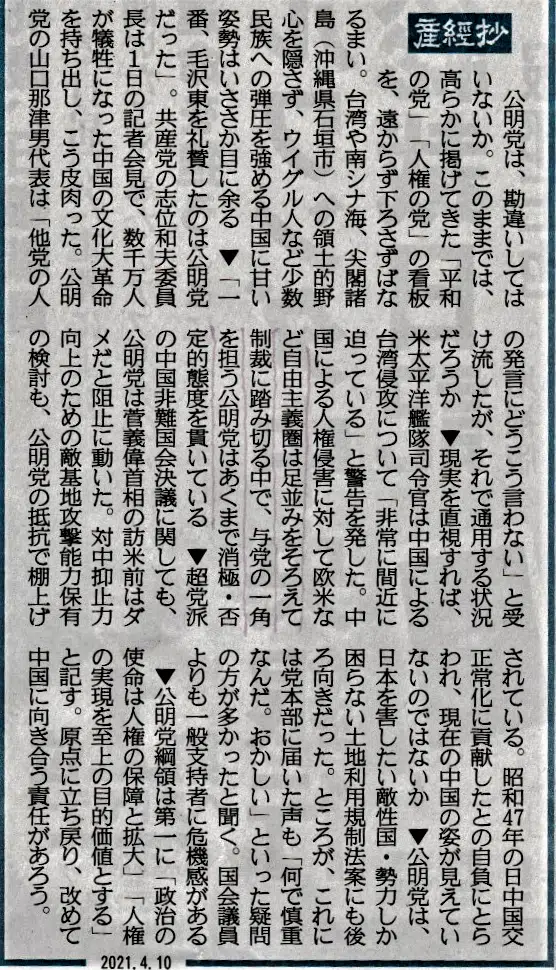 産經抄
公明党は、勘違いしては
いないか。このままでは、
高らかに掲げてきた「平和
の党」「人権の党」の看板
を、遠からず下ろさずばな
るまい。台湾や南シナ海、尖閣諸
島（沖縄県石垣市）への領土的野
心を隠さず、ウイグル人など少数
民族への弾圧を強める中国に甘い
姿勢はいささか目に余る▼「一
番、毛沢東を礼賛したのは公明党
だった」。共産党の志位和夫委員
長は1日の記者会見で、数千万人
が犠牲になった中国の文化大革命
を持ち出し、こう皮肉った。公明
党の山口那津男代表は「他党の人
の発言にどうこう言わない」と受
け流したが、それで通用する状況
だろうか▼現実を直視すれば、
米太平洋艦隊司令官は中国による
台湾侵攻について「非常に間近に
迫っている」と警告を発した。中
国による人権侵害に対して欧米な
ど自由主義圏は足並みをそろえて
制裁に踏み切る中で、与党の一角
を担う公明党はあくまで消極・否
定的態度を貫いている▼超党派
の中国非難国会決議に関しても、
公明党は菅義偉首相の訪米前はダ
メだと阻止に動いた。対中抑止力
向上のための敵基地攻撃能力保有
の検討も、公明党の抵抗で棚上げ
されている。昭和47年の日中国交
正常化に貢献したとの自負にとら
われ、現在の中国の姿が見えてい
ないのではないか▼公明党は、
日本を害したい敵性国・勢力しか
困らない土地利用規制法案にも後
ろ向きだった。ところが、これに
は党本部に届いた声も「何で慎重
なんだ。おかしい」といった疑問
の方が多かったと聞く。国会議員
よりも一般支持者に危機感がある
▼公明党綱領は第一に「政治の
使命は人権の保障と拡大」「人権
の実現を至上の目的価値とする」
と記す。原点に立ち戻り、改めて
中国に向き合う責任があろう。
2021.4.10